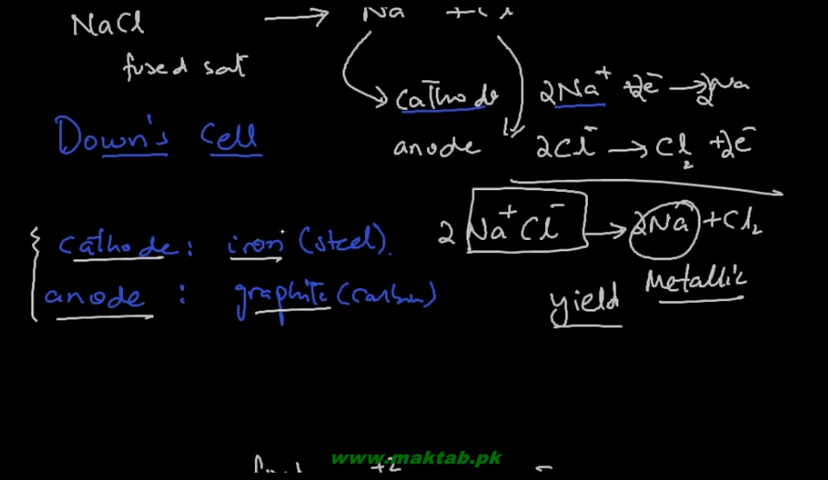 NaCl → Na + Cl
fused salt
cathode 2Na⁺ + 2e⁻ → 2Na
Down's Cell
anode 2Cl⁻ → Cl₂ + 2e⁻
2 Na⁺Cl⁻ → 2Na + Cl₂
cathode: iron (steel).
anode : graphite (carbon)
yield Metallic
+2
www.maktab.pk